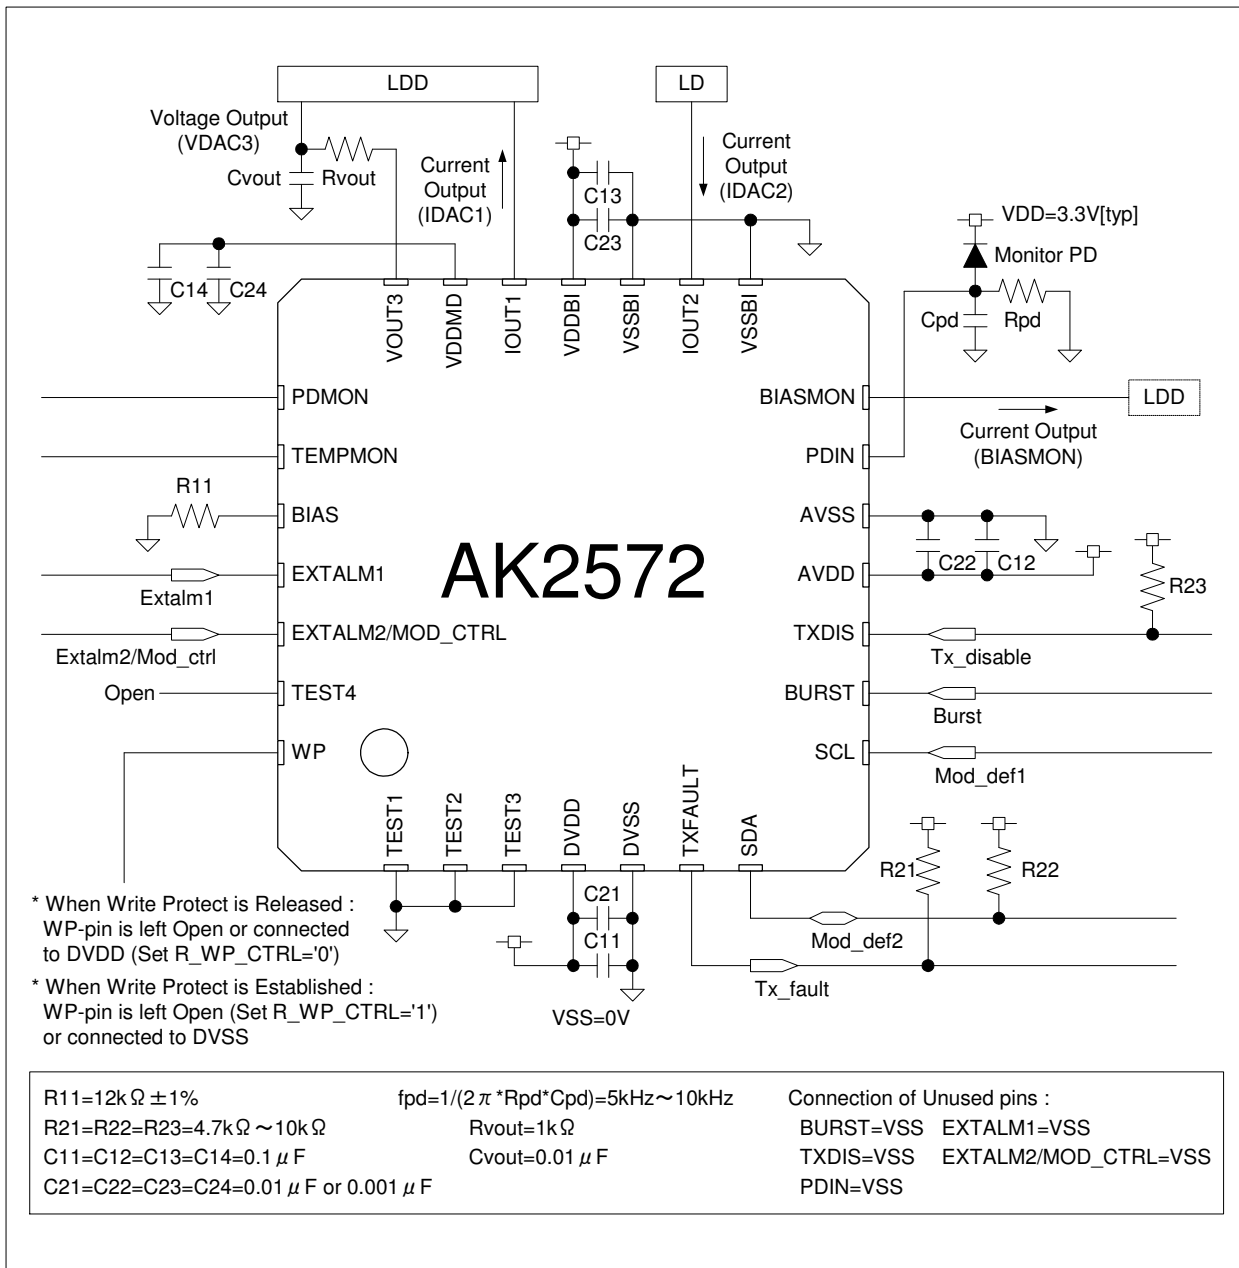 LDD
LD
Voltage Output
(VDAC3)
Cvout
Rvout
Current
Output
(IDAC1)
Current
Output
(IDAC2)
C13
C23
VDD=3.3V[typ]
Monitor PD
Cpd
Rpd
C14
C24
VOUT3
VDDMD
IOUT1
VDDBI
VSSBI
IOUT2
VSSBI
PDMON
TEMPMON
R11
BIAS
EXTALM1
Extalm1
EXTALM2/MOD_CTRL
Extalm2/Mod_ctrl
Open
TEST4
WP
AK2572
BIASMON
LDD
Current Output
(BIASMON)
PDIN
AVSS
C22
C12
AVDD
R23
TXDIS
Tx_disable
BURST
Burst
SCL
Mod_def1
TEST1
TEST2
TEST3
DVDD
DVSS
TXFAULT
SDA
R21
R22
C21
C11
Mod_def2
Tx_fault
VSS=0V
* When Write Protect is Released :
WP-pin is left Open or connected
to DVDD (Set R_WP_CTRL='0')
* When Write Protect is Established :
WP-pin is left Open (Set R_WP_CTRL='1')
or connected to DVSS
R11=12kΩ±1%
R21=R22=R23=4.7kΩ~10kΩ
C11=C12=C13=C14=0.1μF
C21=C22=C23=C24=0.01μF or 0.001μF
fpd=1/(2π*Rpd*Cpd)=5kHz~10kHz
Rvout=1kΩ
Cvout=0.01μF
Connection of Unused pins :
BURST=VSS EXTALM1=VSS
TXDIS=VSS EXTALM2/MOD_CTRL=VSS
PDIN=VSS